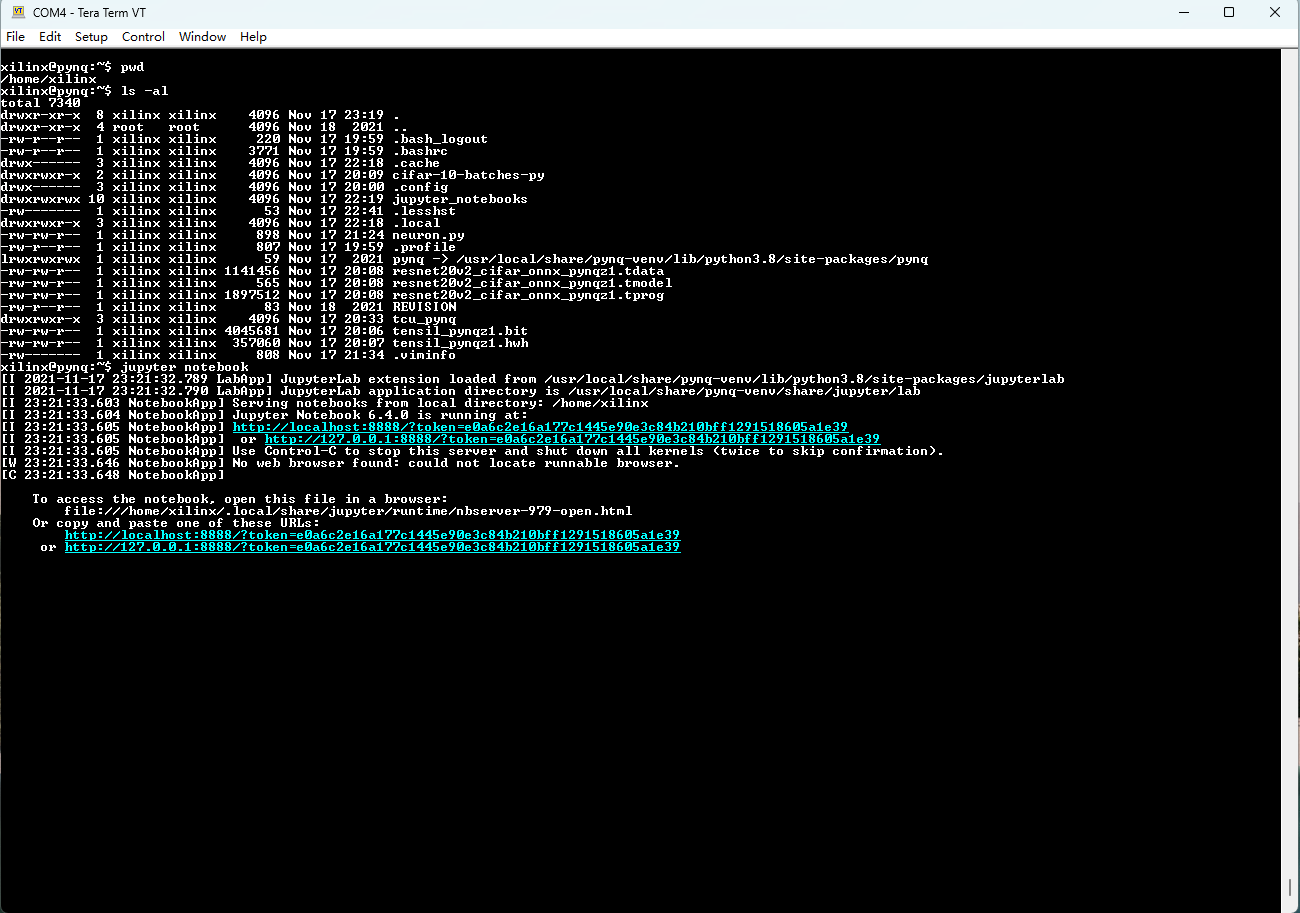 COM4 - Tera Term VT
File Edit Setup Control Window Help
xilinx@pynq:~$ pwd
/home/xilinx
xilinx@pynq:~$ ls -al
total 7340
drwxr-xr-x  8 xilinx xilinx    4096 Nov 17 23:19 .
drwxr-xr-x  4 root   root      4096 Nov 18  2021 ..
-rw-r--r--  1 xilinx xilinx     220 Nov 17 19:59 .bash_logout
-rw-r--r--  1 xilinx xilinx    3771 Nov 17 19:59 .bashrc
drwx------  3 xilinx xilinx    4096 Nov 17 22:18 .cache
drwxrwxr-x  2 xilinx xilinx    4096 Nov 17 20:09 cifar-10-batches-py
drwx------  3 xilinx xilinx    4096 Nov 17 20:00 .config
drwxrwxrwx 10 xilinx xilinx    4096 Nov 17 22:19 jupyter_notebooks
-rw-------  1 xilinx xilinx      53 Nov 17 22:41 .lesshst
drwxrwxr-x  3 xilinx xilinx    4096 Nov 17 22:18 .local
-rw-rw-r--  1 xilinx xilinx     898 Nov 17 21:24 neuron.py
-rw-r--r--  1 xilinx xilinx     807 Nov 17 19:59 .profile
lrwxrwxrwx  1 xilinx xilinx      59 Nov 17  2021 pynq -> /usr/local/share/pynq-venv/lib/python3.8/site-packages/pynq
-rw-rw-r--  1 xilinx xilinx 1141456 Nov 17 20:08 resnet20v2_cifar_onnx_pynqz1.tdata
-rw-rw-r--  1 xilinx xilinx     565 Nov 17 20:08 resnet20v2_cifar_onnx_pynqz1.tmodel
-rw-rw-r--  1 xilinx xilinx 1897512 Nov 17 20:08 resnet20v2_cifar_onnx_pynqz1.tprog
-rw-r--r--  1 xilinx xilinx      83 Nov 18  2021 REVISION
drwxrwxr-x  3 xilinx xilinx    4096 Nov 17 20:33 tcu_pynq
-rw-rw-r--  1 xilinx xilinx 4045681 Nov 17 20:06 tensil_pynqz1.bit
-rw-rw-r--  1 xilinx xilinx  357060 Nov 17 20:07 tensil_pynqz1.hwh
-rw-------  1 xilinx xilinx     808 Nov 17 21:34 .viminfo
xilinx@pynq:~$ jupyter notebook
[I 2021-11-17 23:21:32.789 LabApp] JupyterLab extension loaded from /usr/local/share/pynq-venv/lib/python3.8/site-packages/jupyterlab
[I 2021-11-17 23:21:32.790 LabApp] JupyterLab application directory is /usr/local/share/pynq-venv/share/jupyter/lab
[I 23:21:33.603 NotebookApp] Serving notebooks from local directory: /home/xilinx
[I 23:21:33.604 NotebookApp] Jupyter Notebook 6.4.0 is running at:
[I 23:21:33.605 NotebookApp] http://localhost:8888/?token=e0a6c2e16a177c1445e90e3c84b210bff1291518605a1e39
[I 23:21:33.605 NotebookApp]  or http://127.0.0.1:8888/?token=e0a6c2e16a177c1445e90e3c84b210bff1291518605a1e39
[I 23:21:33.605 NotebookApp] Use Control-C to stop this server and shut down all kernels (twice to skip confirmation).
[W 23:21:33.646 NotebookApp] No web browser found: could not locate runnable browser.
[C 23:21:33.648 NotebookApp]
To access the notebook, open this file in a browser:
file:///home/xilinx/.local/share/jupyter/runtime/nbserver-979-open.html
Or copy and paste one of these URLs:
http://localhost:8888/?token=e0a6c2e16a177c1445e90e3c84b210bff1291518605a1e39
or http://127.0.0.1:8888/?token=e0a6c2e16a177c1445e90e3c84b210bff1291518605a1e39